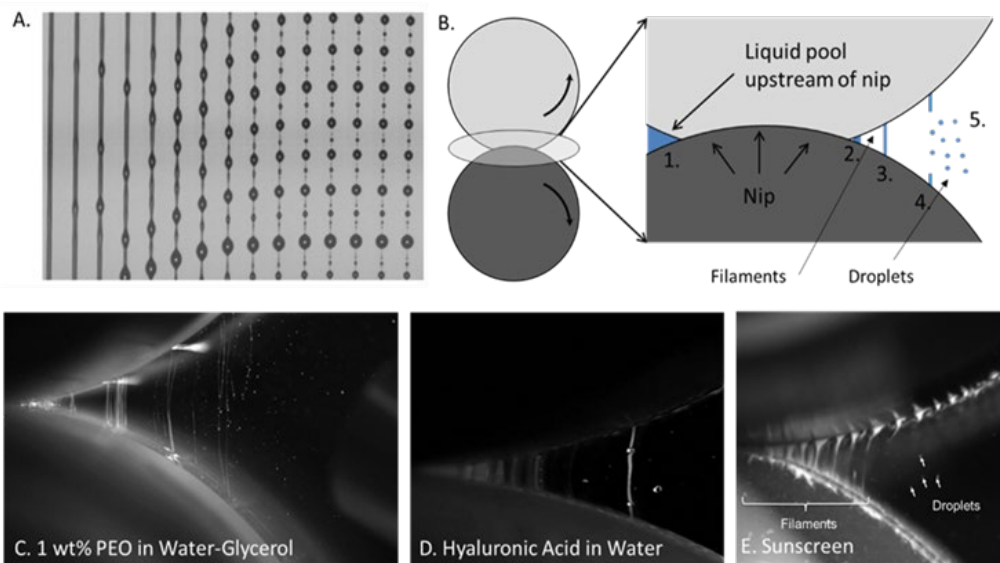 A.
B.
Liquid pool
upstream of nip
1.
2.
3.
4.
5.
Nip
Filaments
Droplets
C. 1 wt% PEO in Water-Glycerol
D. Hyaluronic Acid in Water
Filaments
Droplets
E. Sunscreen